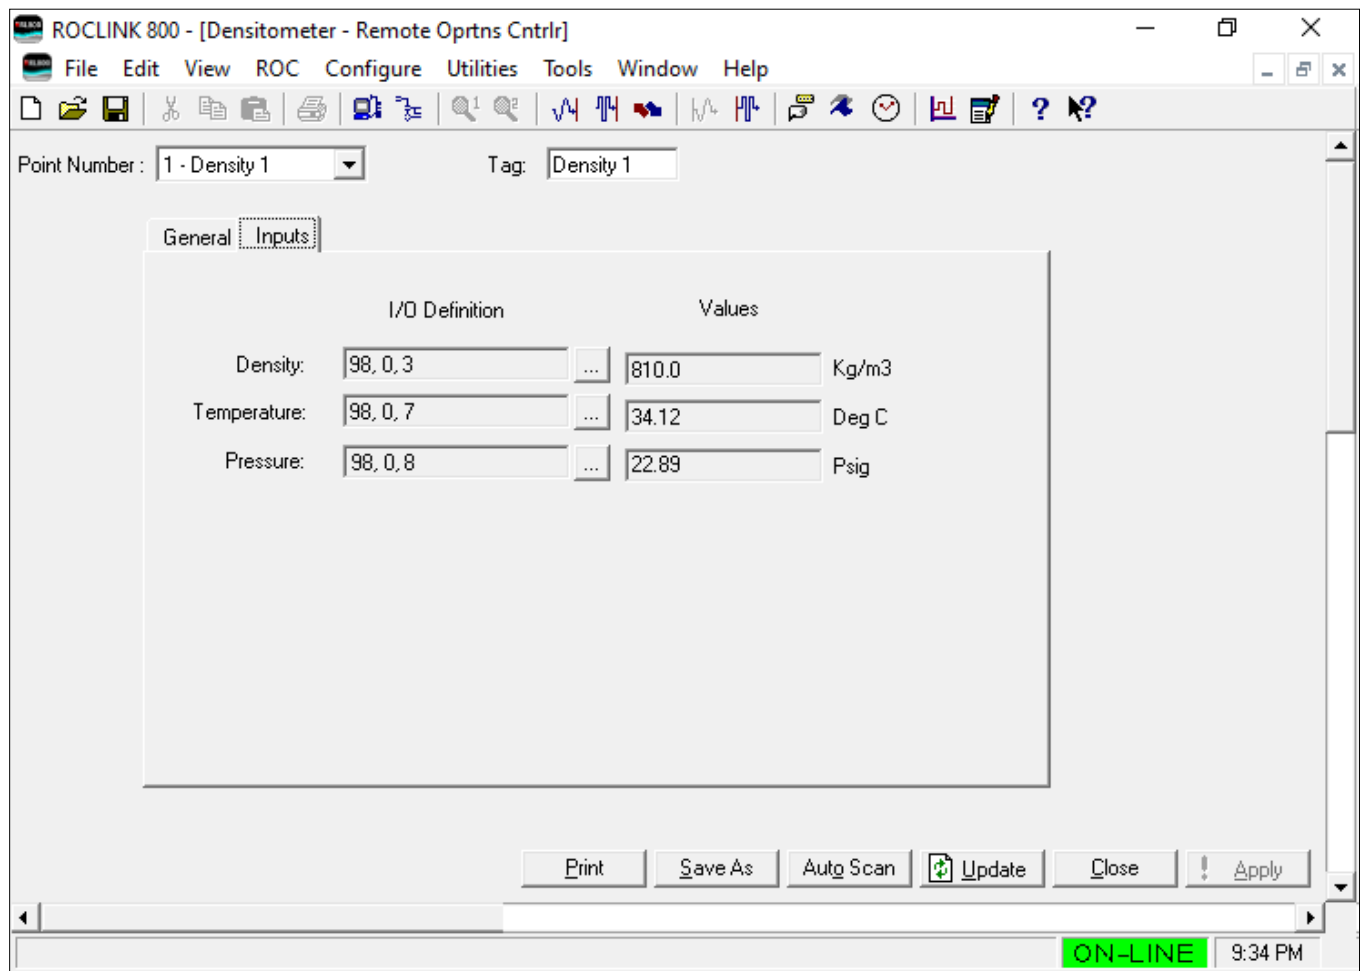 ROCLINK 800 - [Densitometer - Remote Oprtns Cntrlr]
File Edit View ROC Configure Utilities Tools Window Help
Point Number : 1 - Density 1 Tag: Density 1
General Inputs
I/O Definition Values
Density: 98, 0, 3 ... 810.0 Kg/m3
Temperature: 98, 0, 7 ... 34.12 Deg C
Pressure: 98, 0, 8 ... 22.89 Psig
Print Save As Auto Scan Update Close ! Apply
ON-LINE 9:34 PM